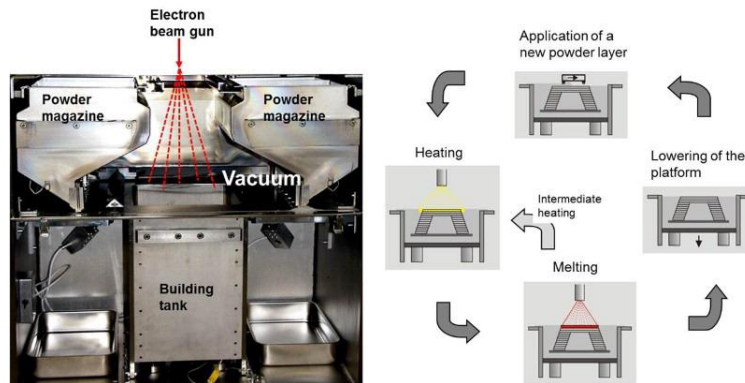 Electron
beam gun
Powder
magazine
Powder
magazine
Vacuum
Building
tank
Application of a
new powder layer
Heating
Lowering of the
platform
Intermediate
heating
Melting